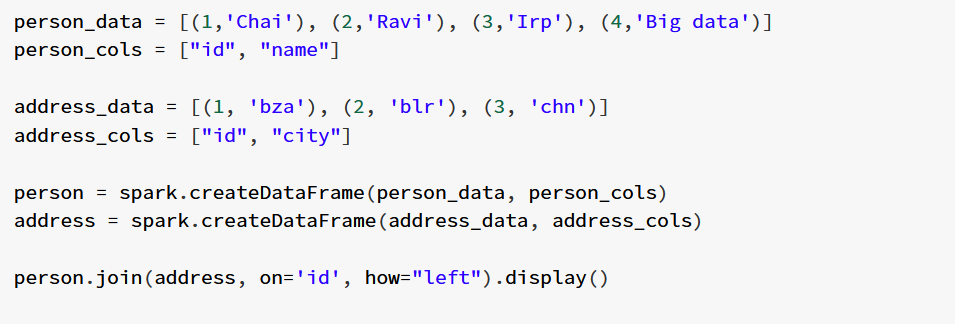 person_data = [(1,'Chai'), (2,'Ravi'), (3,'Irp'), (4,'Big data')]
person_cols = ["id", "name"]
address_data = [(1, 'bza'), (2, 'blr'), (3, 'chn')]
address_cols = ["id", "city"]
person = spark.createDataFrame(person_data, person_cols)
address = spark.createDataFrame(address_data, address_cols)
person.join(address, on='id', how="left").display()